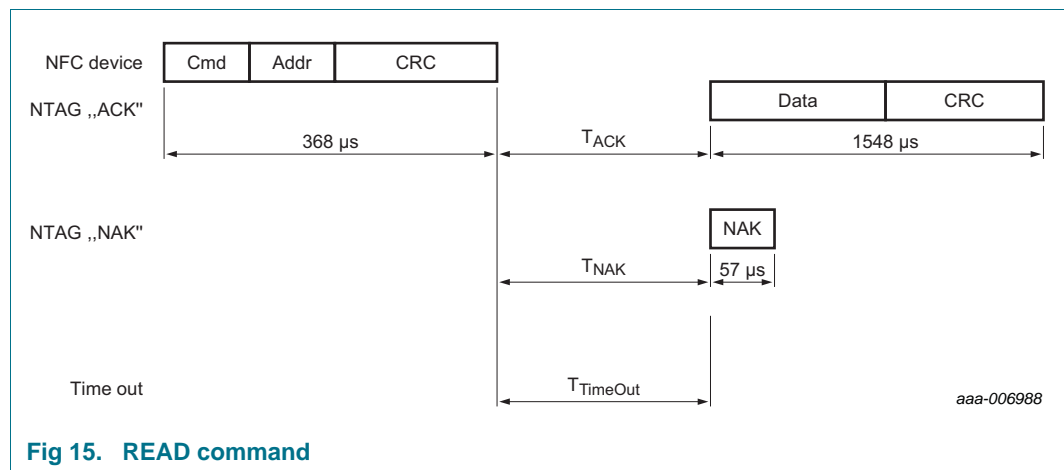 NFC device Cmd Addr CRC
NTAG ,,ACK" Data CRC
368 µs TACK 1548 µs
NTAG ,,NAK" NAK
TNAK 57 µs
Time out TTimeOut
aaa-006988
Fig 15. READ command